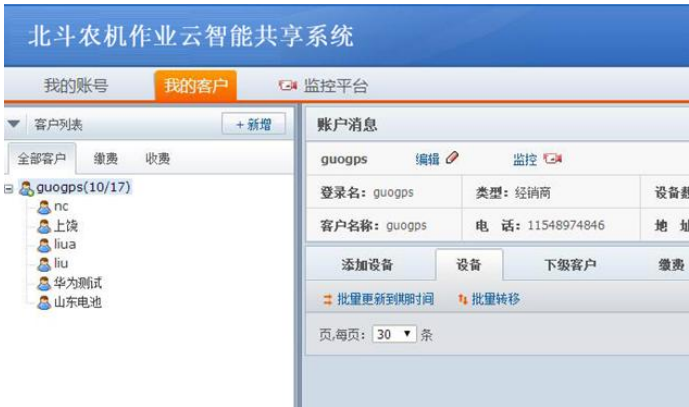 北斗农机作业云智能共享系统
我的账号 我的客户 监控平台
客户列表 +新增
全部客户 缴费 收费
guogps(10/17)
nc
上饶
liua
liu
华为测试
山东电池
账户消息
guogps 编辑 监控
登录名: guogps 类型: 经销商
客户名称: guogps 电 话: 11548974846 地 址
添加设备 设备 下级客户 缴费
批量更新到期时间 批量转移
页,每页: 30 条